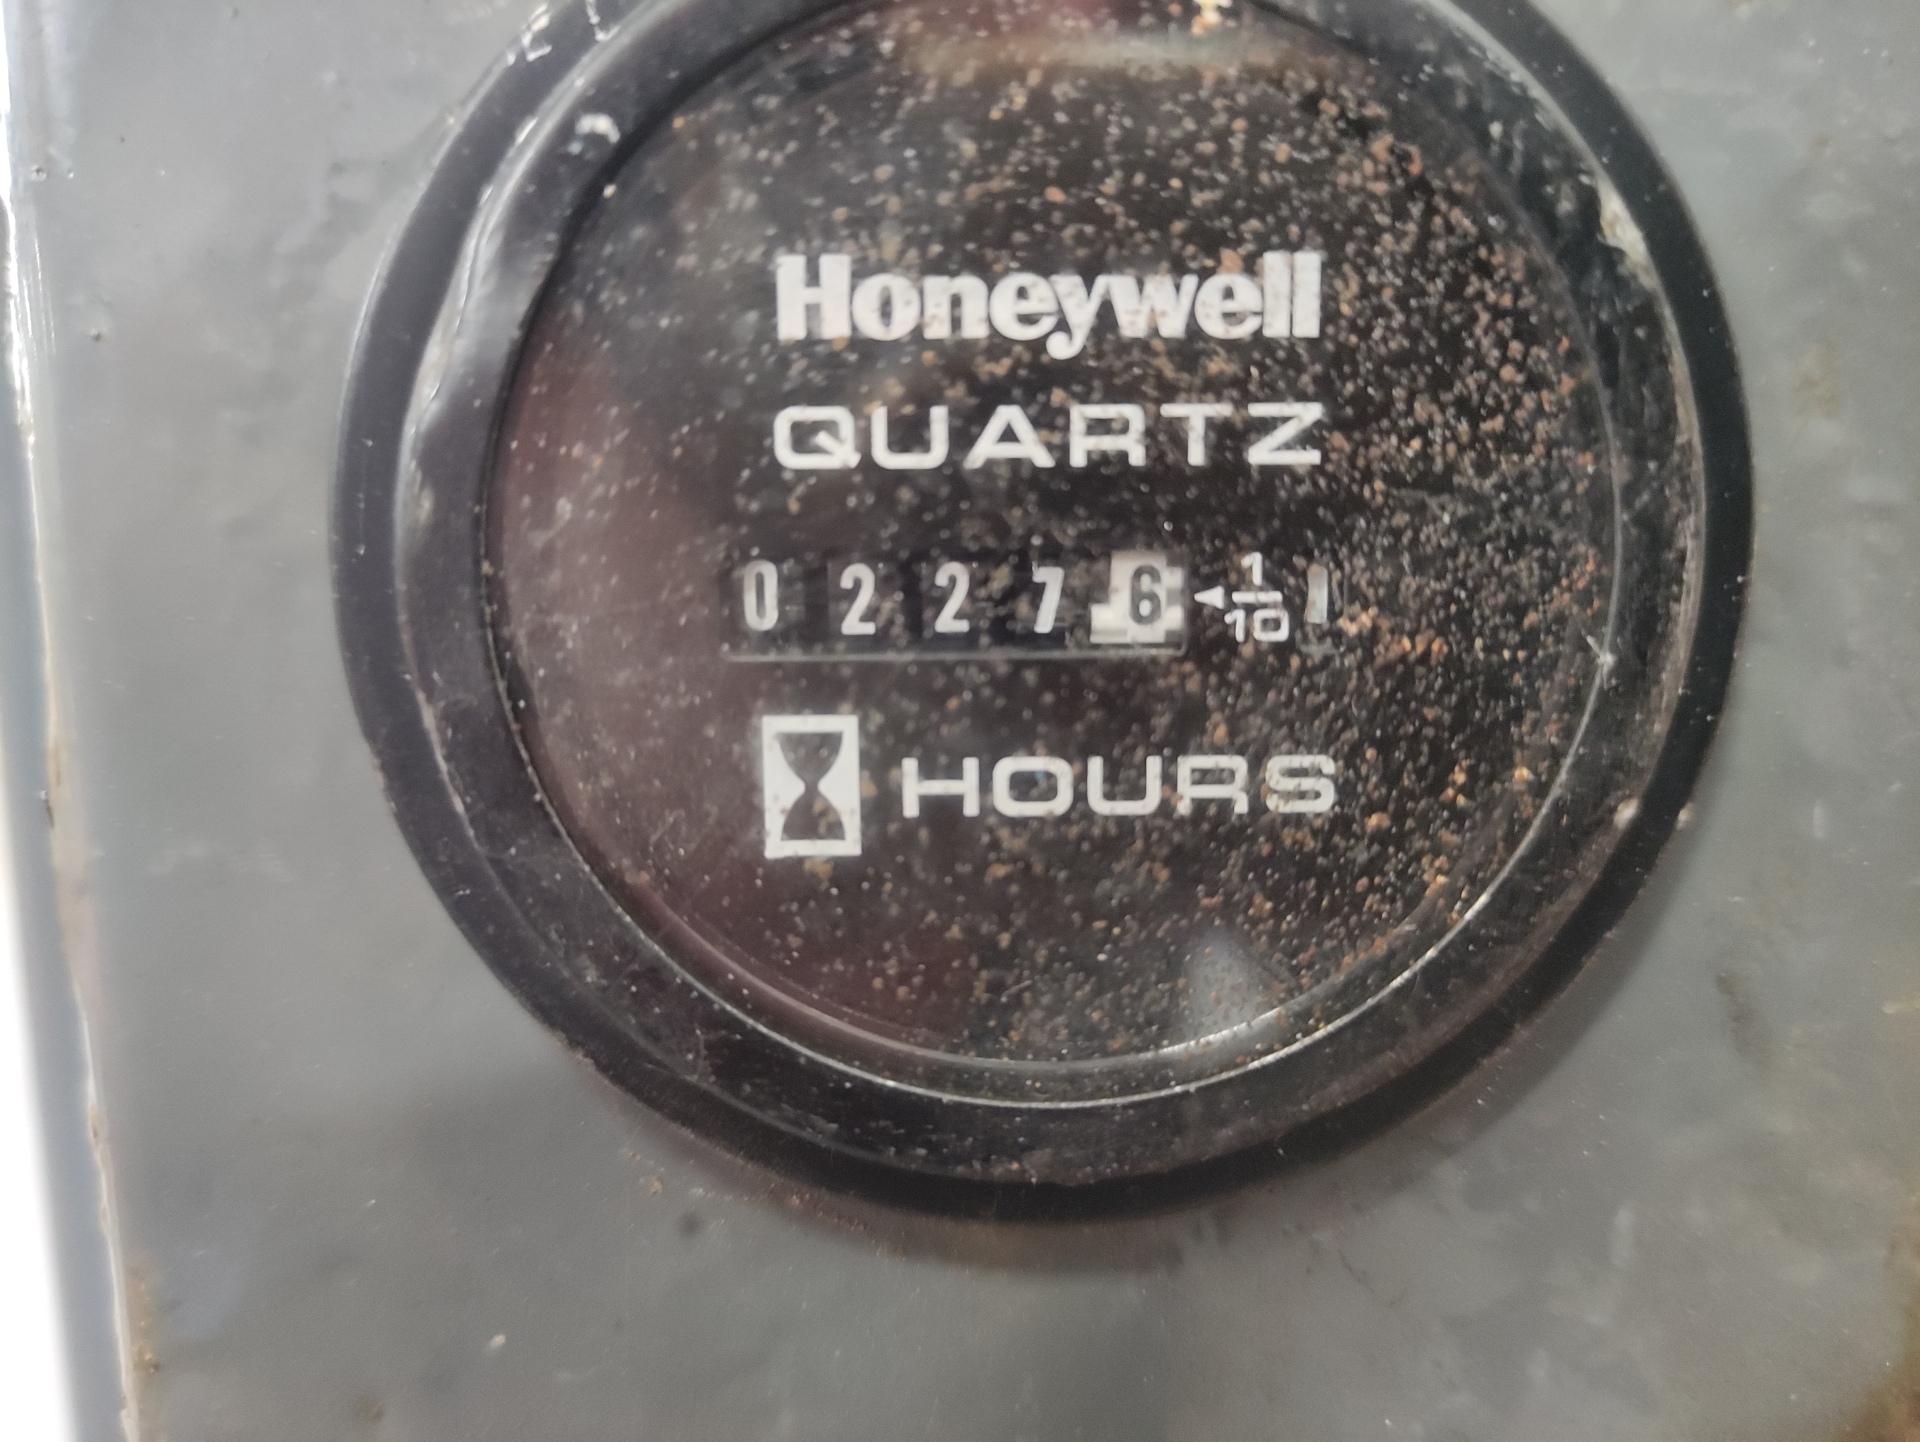 Honeywell
QUARTZ
0 2 2 7 6 ◄ 1/10
HOURS